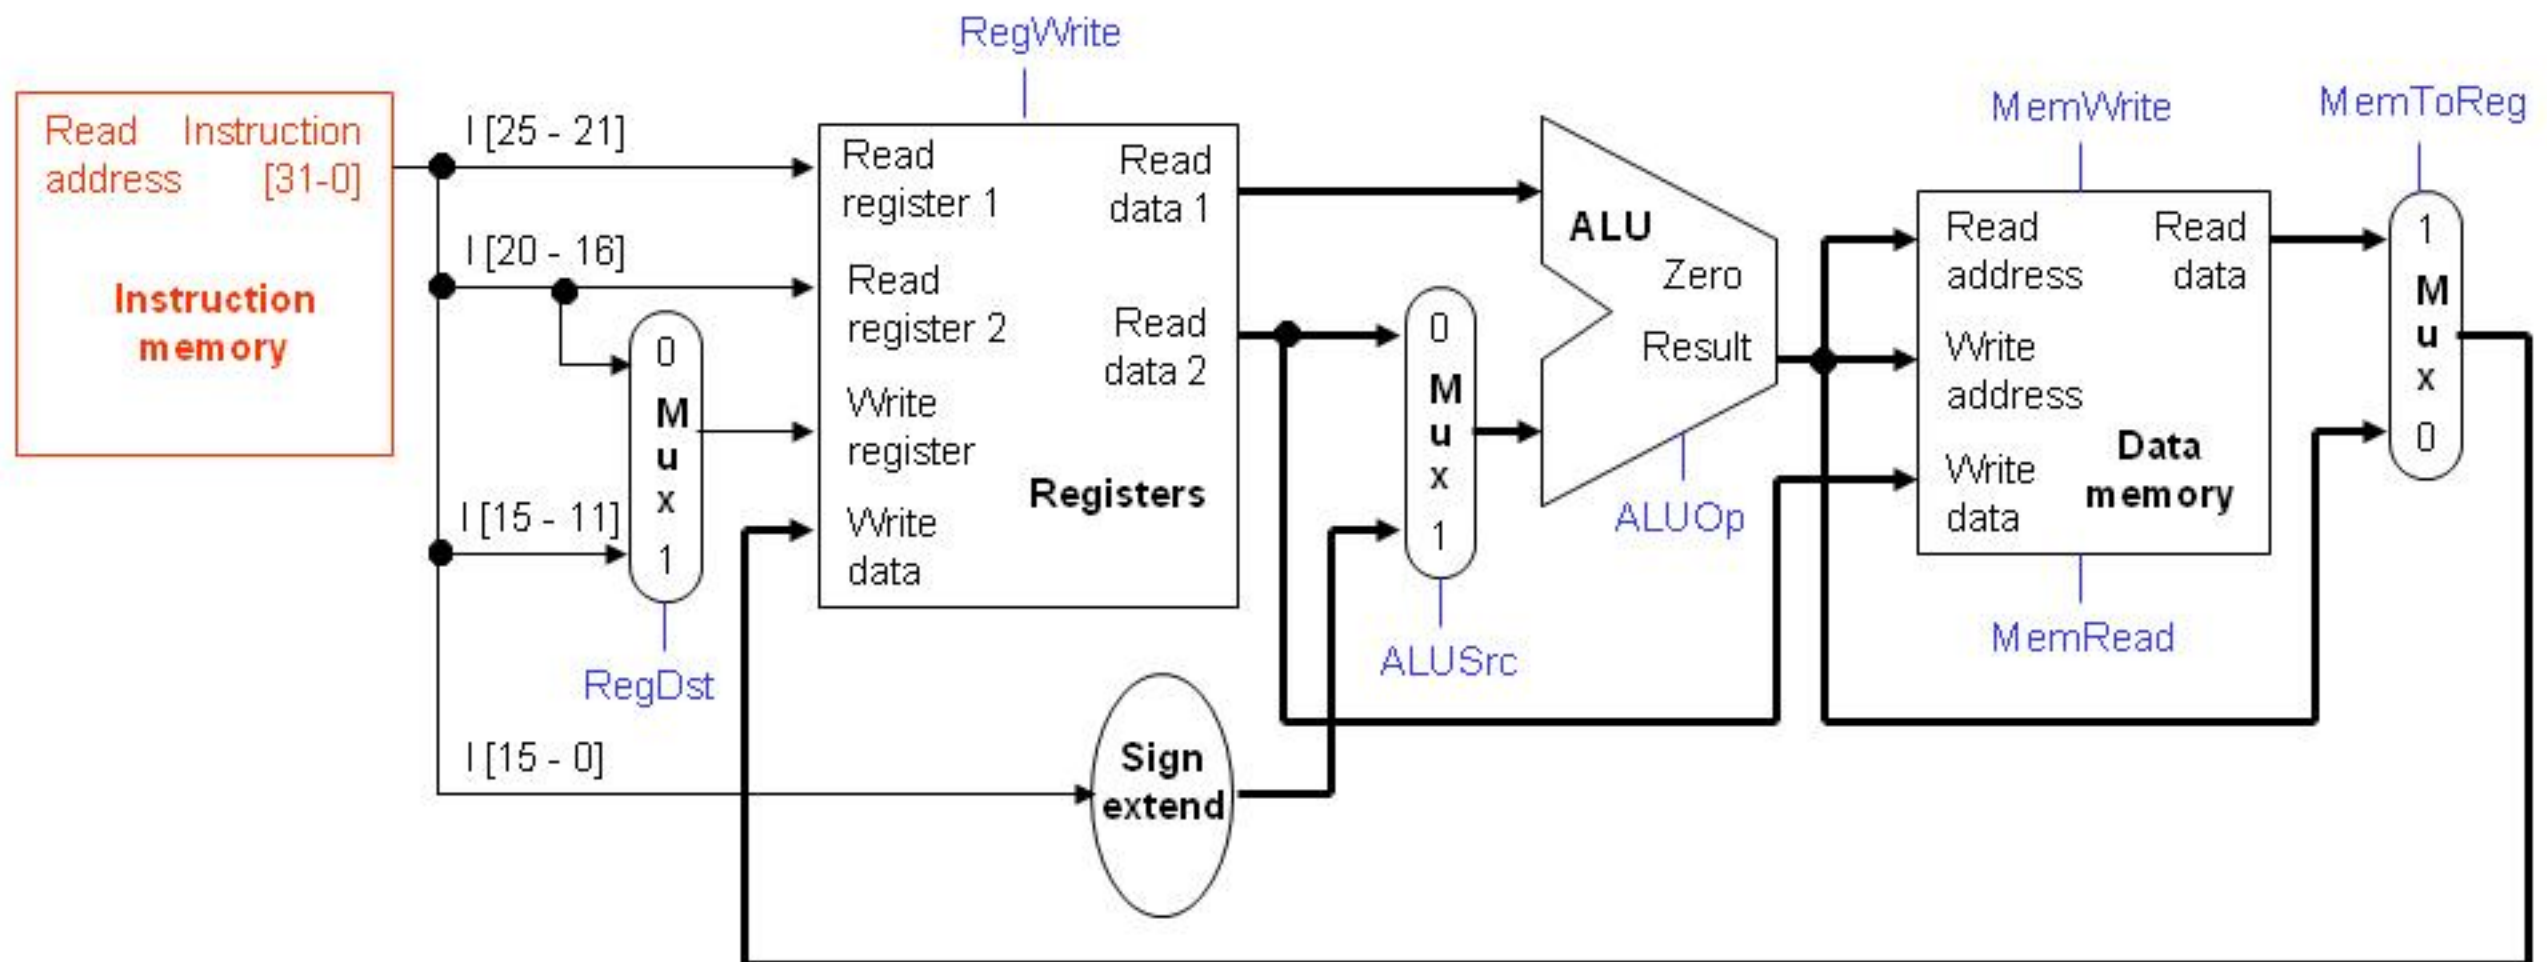 RegWrite
Read Instruction
address [31-0]
Instruction
memory
I [25 - 21]
I [20 - 16]
I [15 - 11]
I [15 - 0]
0
M
u
x
1
RegDst
Read
register 1
Read
register 2
Write
register
Write
data
Read
data 1
Read
data 2
Registers
Sign
extend
0
M
u
x
1
ALUSrc
ALU
Zero
Result
ALUOp
MemWrite
Read
address
Write
address
Write
data
Read
data
Data
memory
MemRead
MemToReg
1
M
u
x
0